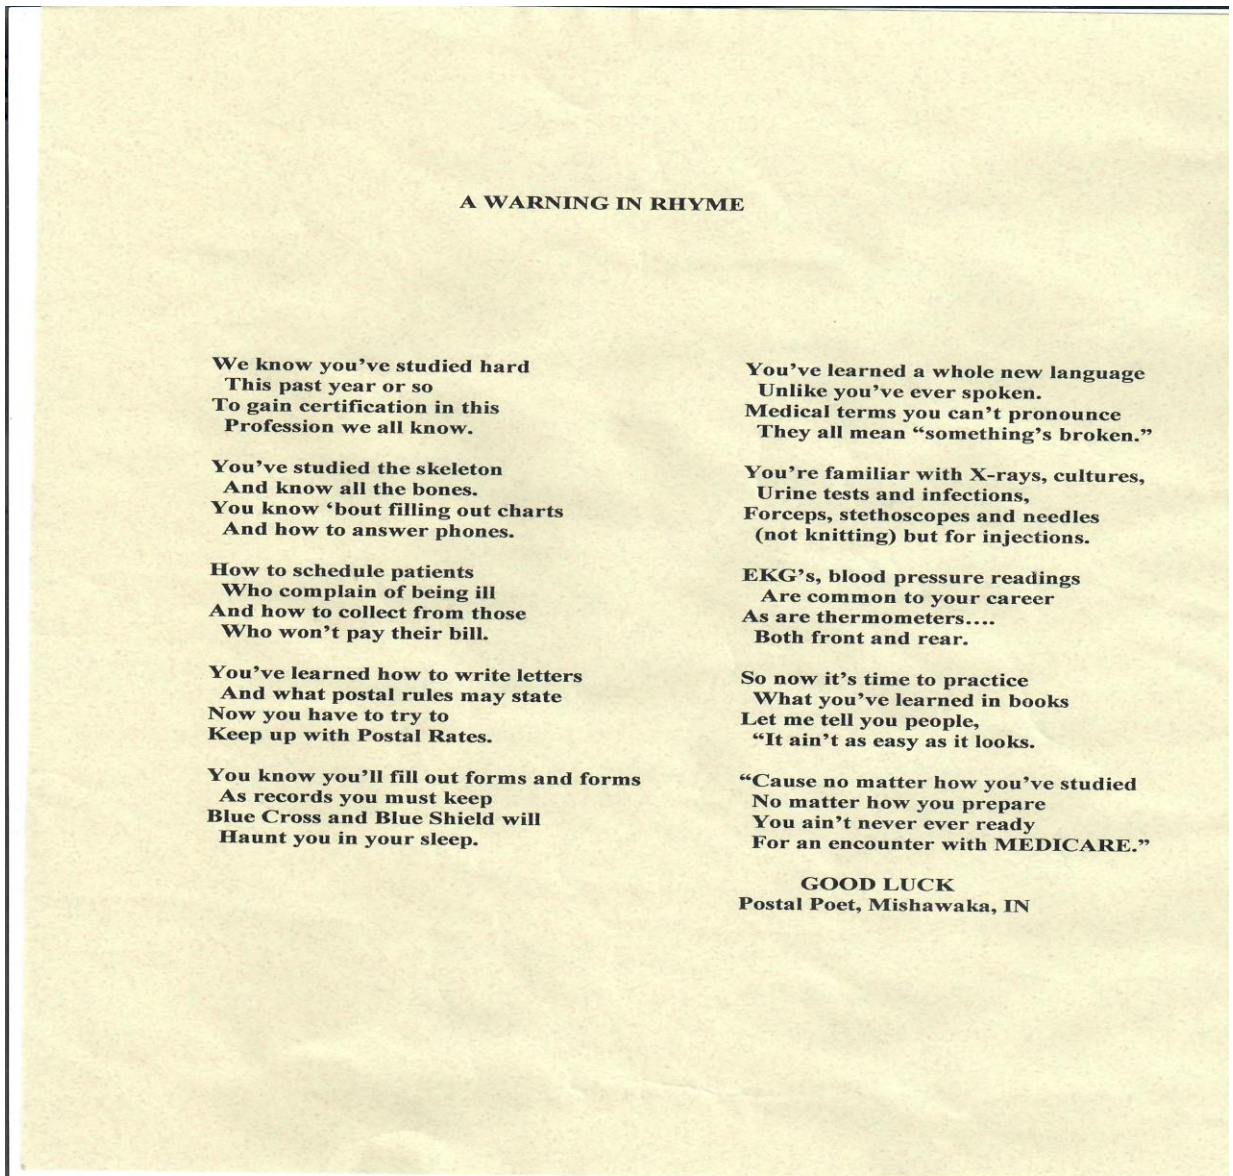 A WARNING IN RHYME
We know you've studied hard
This past year or so
To gain certification in this
Profession we all know.
You've studied the skeleton
And know all the bones.
You know ‘bout filling out charts
And how to answer phones.
How to schedule patients
Who complain of being ill
And how to collect from those
Who won't pay their bill.
You've learned how to write letters
And what postal rules may state
Now you have to try to
Keep up with Postal Rates.
You know you'll fill out forms and forms
As records you must keep
Blue Cross and Blue Shield will
Haunt you in your sleep.
You've learned a whole new language
Unlike you've ever spoken.
Medical terms you can't pronounce
They all mean “something's broken.”
You're familiar with X-rays, cultures,
Urine tests and infections,
Forceps, stethoscopes and needles
(not knitting) but for injections.
EKG's, blood pressure readings
Are common to your career
As are thermometers....
Both front and rear.
So now it's time to practice
What you've learned in books
Let me tell you people,
“It ain't as easy as it looks.
“Cause no matter how you've studied
No matter how you prepare
You ain't never ever ready
For an encounter with MEDICARE.”
GOOD LUCK
Postal Poet, Mishawaka, IN